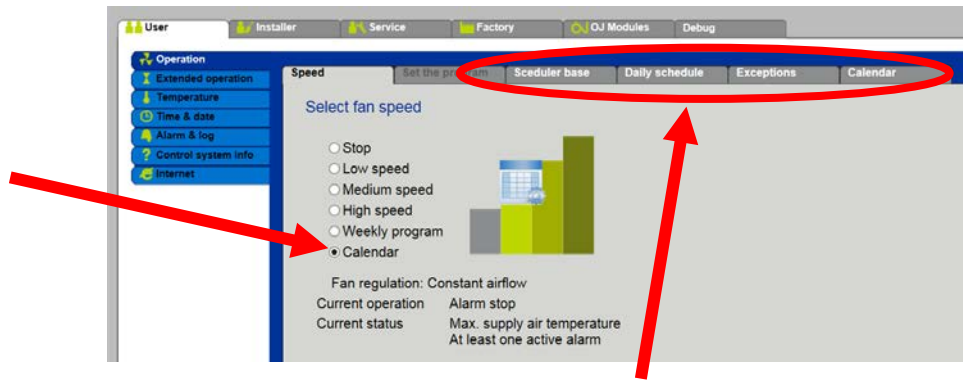 User Installer Service Factory OJ Modules Debug
Operation
Extended operation
Temperature
Time & date
Alarm & log
Control system info
Internet
Speed Set the program Sceduler base Daily schedule Exceptions Calendar
Select fan speed
Stop
Low speed
Medium speed
High speed
Weekly program
Calendar
Fan regulation: Constant airflow
Current operation Alarm stop
Current status Max. supply air temperature
At least one active alarm